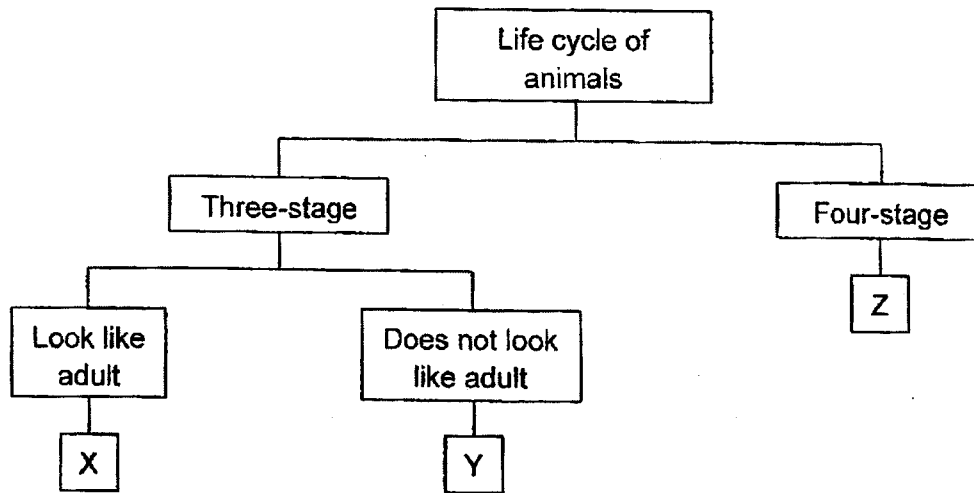 Life cycle of
animals
Three-stage
Four-stage
Look like
adult
Does not look
like adult
Z
X
Y